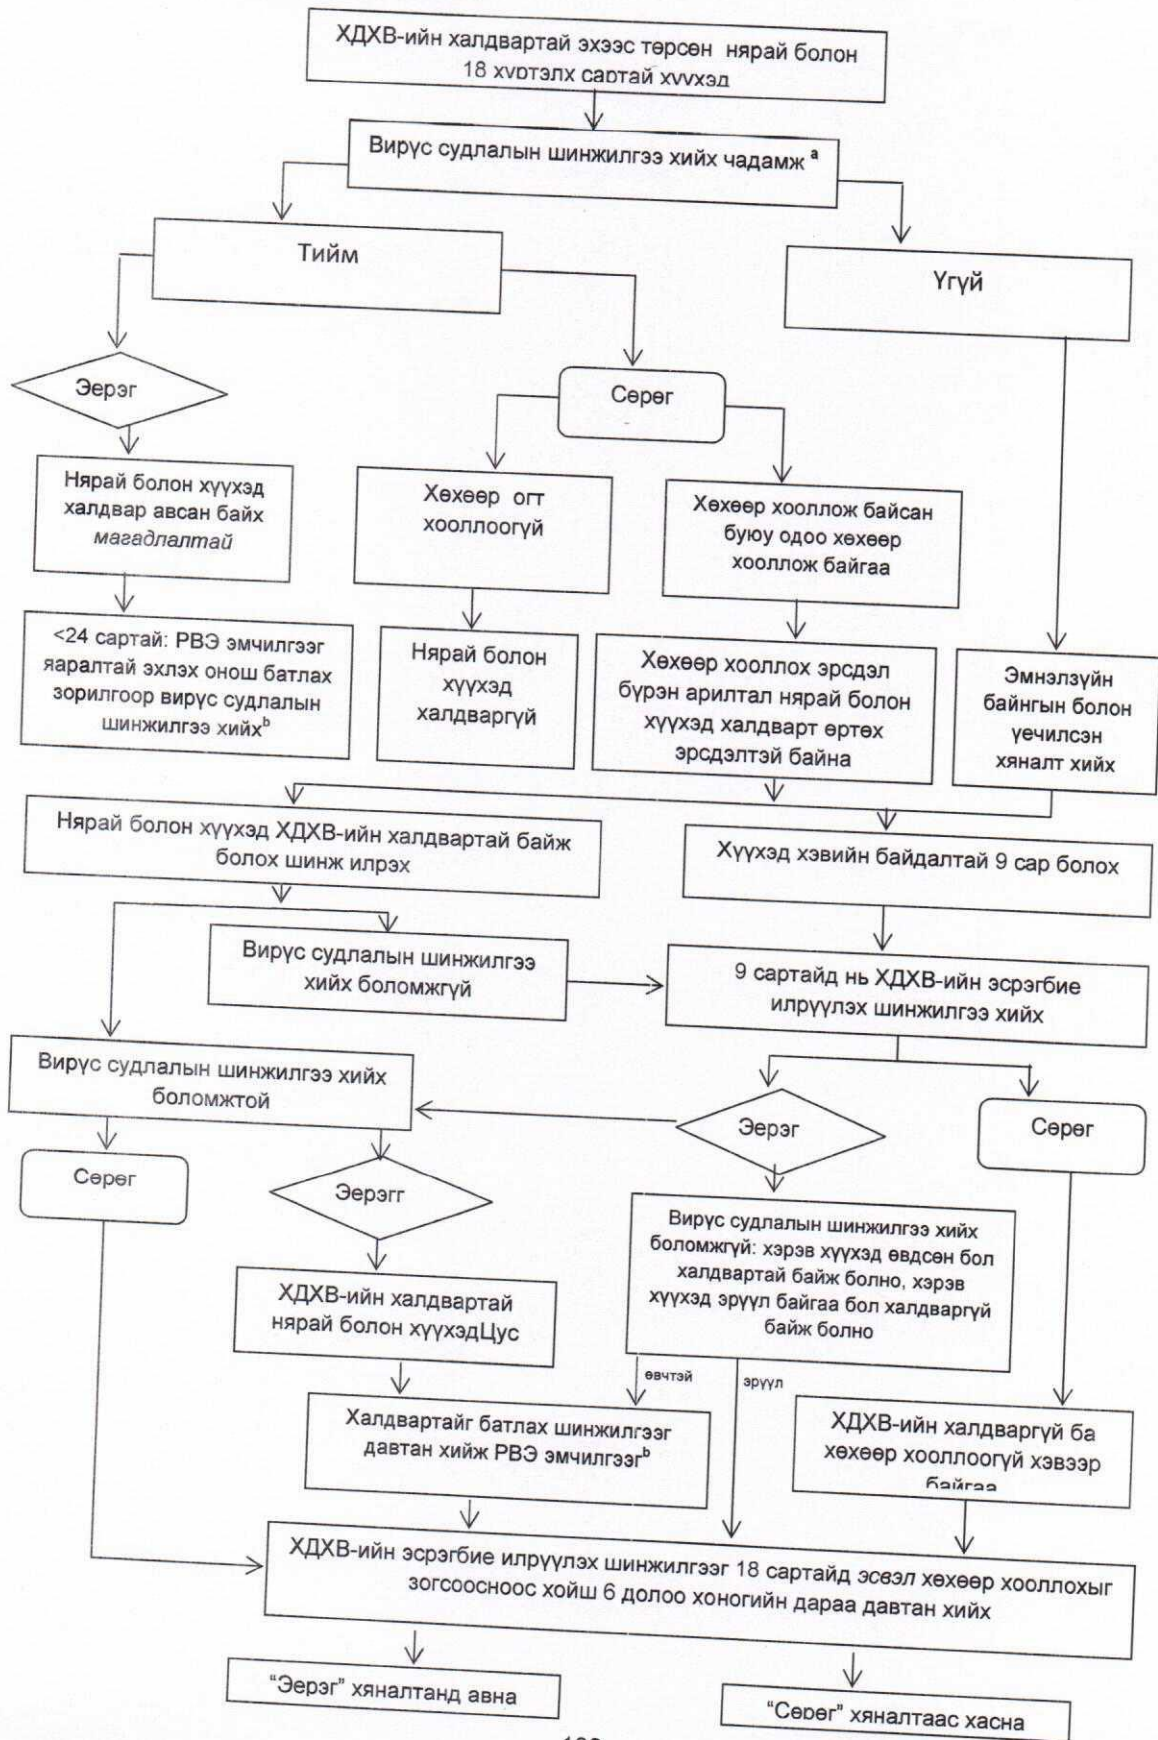 ХДХВ-ийн халдвартай эхээс төрсөн нярай болон
18 хүртэлх сартай хүүхэд
Вирүс судлалын шинжилгээ хийх чадамж a
Тийм
Үгүй
Эерэг
Сөрөг
Нярай болон хүүхэд
халдвар авсан байх
магадлалтай
Хөхөөр огт
хооллоогүй
Хөхөөр хооллож байсан
буюу одоо хөхөөр
хооллож байгаа
<24 сартай: РВЭ эмчилгээг
яаралтай эхлэх онош батлах
зорилгоор вирүс судлалын
шинжилгээ хийх b
Нярай болон
хүүхэд
халдваргүй
Хөхөөр хооллох эрсдэл
бүрэн арилтал нярай болон
хүүхэд халдварт өртөх
эрсдэлтэй байна
Эмнэлзүйн
байнгын болон
үечилсэн
хяналт хийх
Нярай болон хүүхэд ХДХВ-ийн халдвартай байж
болох шинж илрэх
Хүүхэд хэвийн байдалтай 9 сар болох
Вирүс судлалын шинжилгээ
хийх боломжгүй
9 сартайд нь ХДХВ-ийн эсрэгбие
илрүүлэх шинжилгээ хийх
Вирүс судлалын шинжилгээ хийх
боломжтой
Эерэг
Сөрөг
Сөрөг
Эерэгг
Вирүс судлалын шинжилгээ хийх
боломжгүй: хэрэв хүүхэд өвдсөн бол
халдвартай байж болно, хэрэв
хүүхэд эрүүл байгаа бол халдваргүй
байж болно
ХДХВ-ийн халдвартай
нярай болон хүүхэдЦус
өвчтэй
эрүүл
Халдвартайг батлах шинжилгээг
давтан хийж РВЭ эмчилгээг b
ХДХВ-ийн халдваргүй ба
хөхөөр хооллоогүй хэвээр
байгаа
ХДХВ-ийн эсрэгбие илрүүлэх шинжилгээг 18 сартайд эсвэл хөхөөр хооллохыг
зогсоосноос хойш 6 долоо хоногийн дараа давтан хийх
"Эерэг" хяналтанд авна
"Сөрөг" хяналтаас хасна